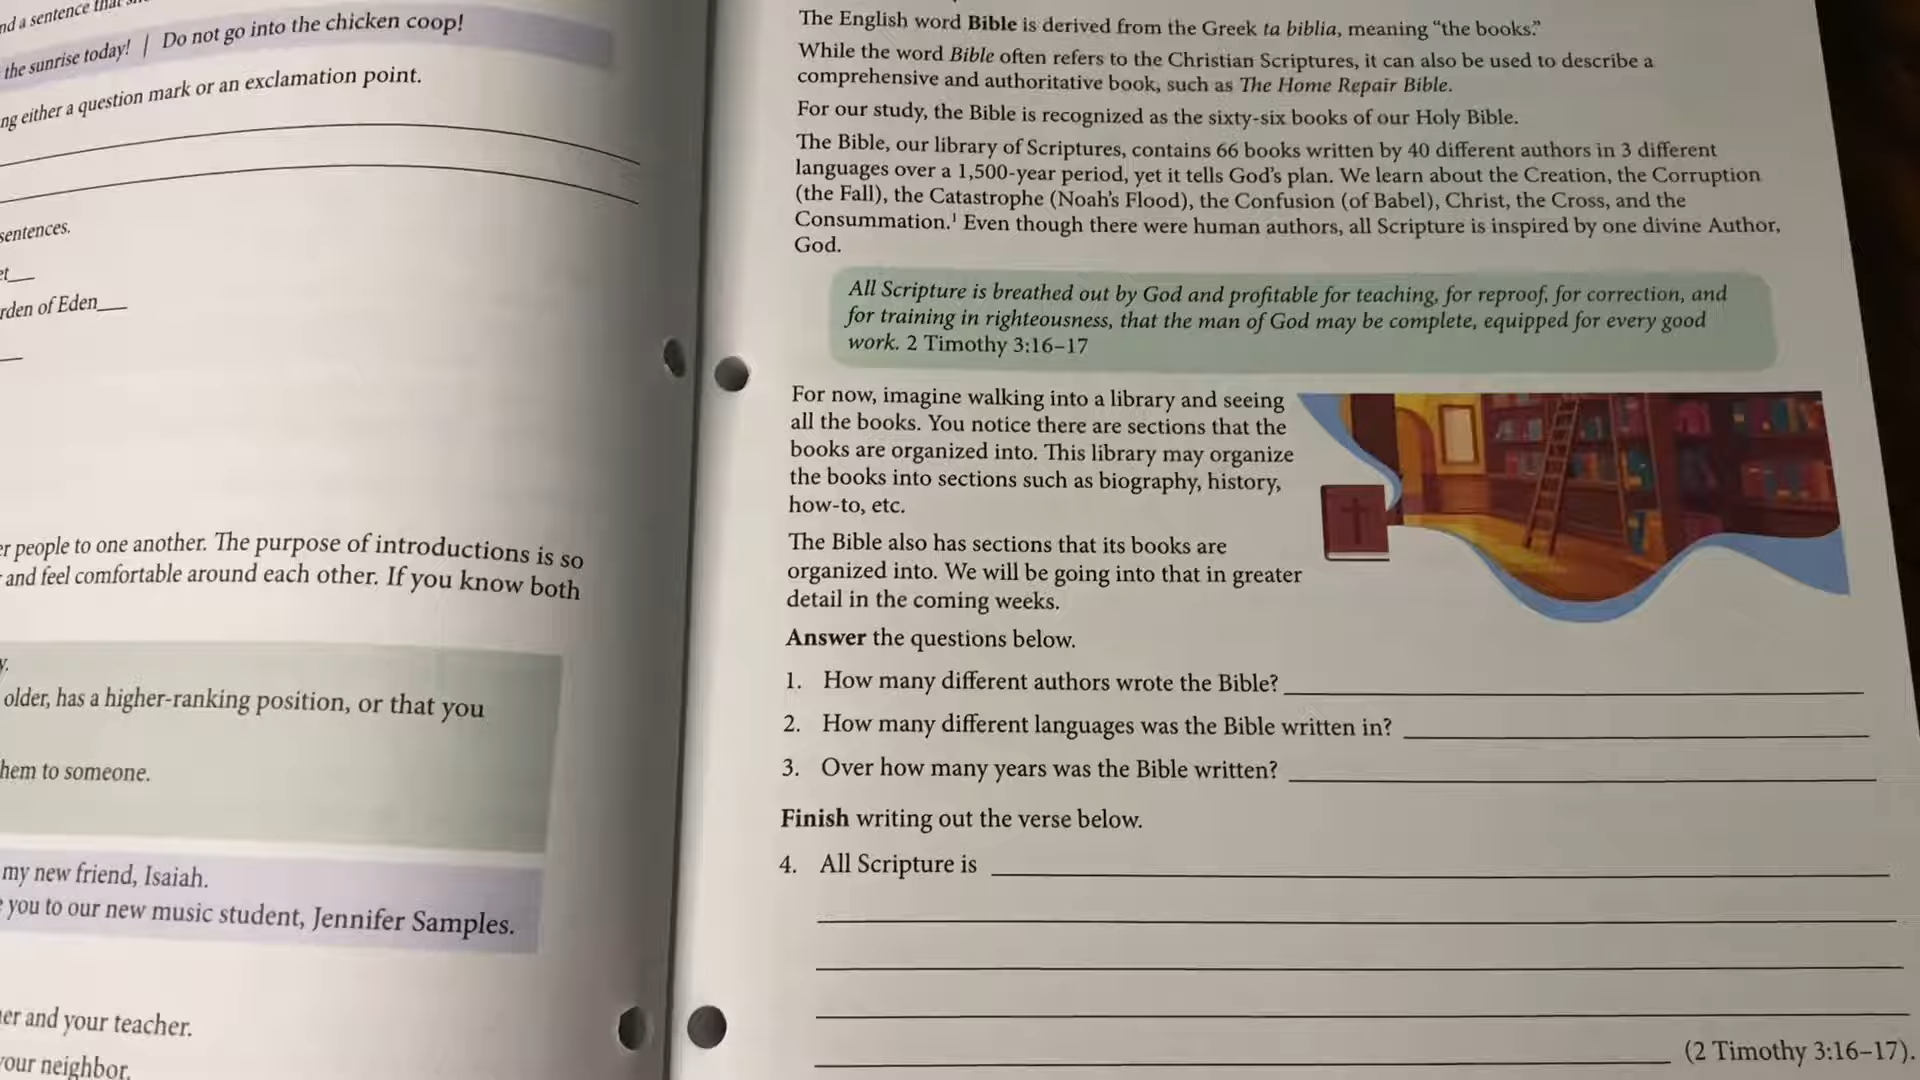 nd a sentence that
the sunrise today! | Do not go into the chicken coop!
ng either a question mark or an exclamation point.
sentences.
et__
rden of Eden__
er people to one another. The purpose of introductions is so
and feel comfortable around each other. If you know both
y.
older, has a higher-ranking position, or that you
hem to someone.
my new friend, Isaiah.
e you to our new music student, Jennifer Samples.
her and your teacher.
your neighbor.
The English word Bible is derived from the Greek ta biblia, meaning “the books.”
While the word Bible often refers to the Christian Scriptures, it can also be used to describe a
comprehensive and authoritative book, such as The Home Repair Bible.
For our study, the Bible is recognized as the sixty-six books of our Holy Bible.
The Bible, our library of Scriptures, contains 66 books written by 40 different authors in 3 different
languages over a 1,500-year period, yet it tells God’s plan. We learn about the Creation, the Corruption
(the Fall), the Catastrophe (Noah’s Flood), the Confusion (of Babel), Christ, the Cross, and the
Consummation.¹ Even though there were human authors, all Scripture is inspired by one divine Author,
God.
All Scripture is breathed out by God and profitable for teaching, for reproof, for correction, and
for training in righteousness, that the man of God may be complete, equipped for every good
work. 2 Timothy 3:16–17
For now, imagine walking into a library and seeing
all the books. You notice there are sections that the
books are organized into. This library may organize
the books into sections such as biography, history,
how-to, etc.
The Bible also has sections that its books are
organized into. We will be going into that in greater
detail in the coming weeks.
Answer the questions below.
1. How many different authors wrote the Bible?
2. How many different languages was the Bible written in?
3. Over how many years was the Bible written?
Finish writing out the verse below.
4. All Scripture is
(2 Timothy 3:16–17).